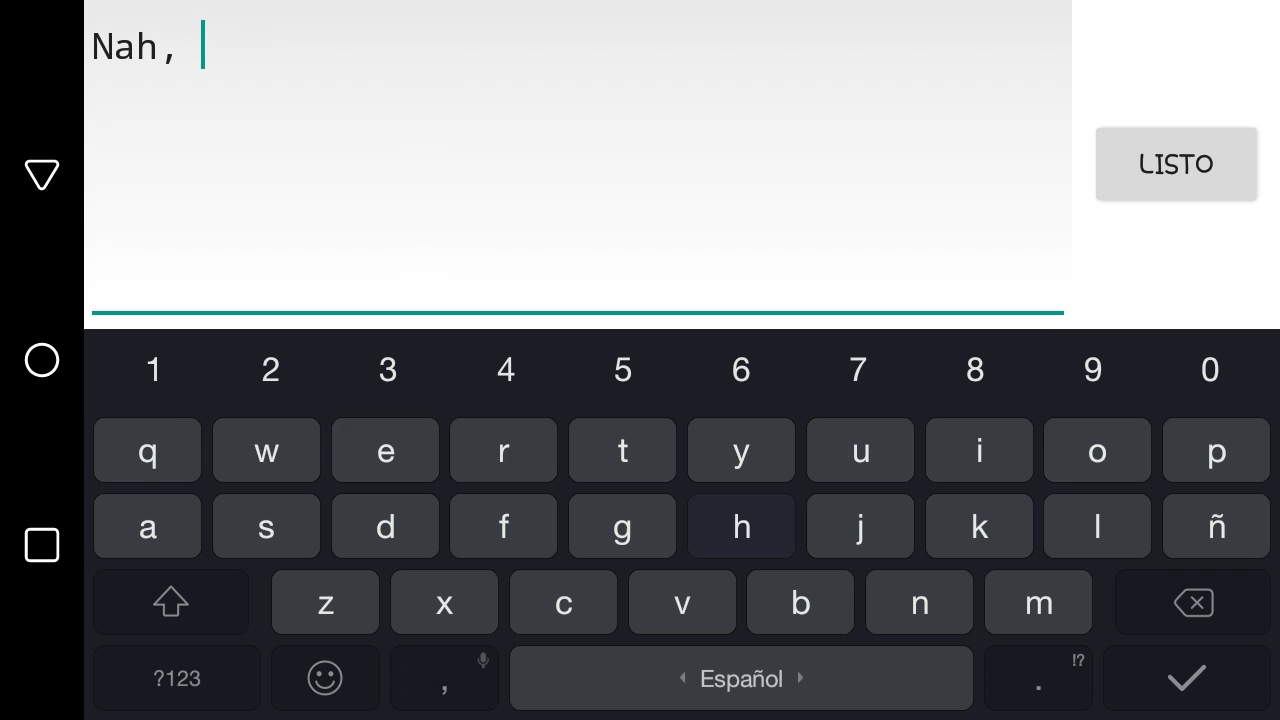 Nah,
LISTO
1 2 3 4 5 6 7 8 9 0
q w e r t y u i o p
a s d f g h j k l ñ
z x c v b n m
?123 , Español . !?